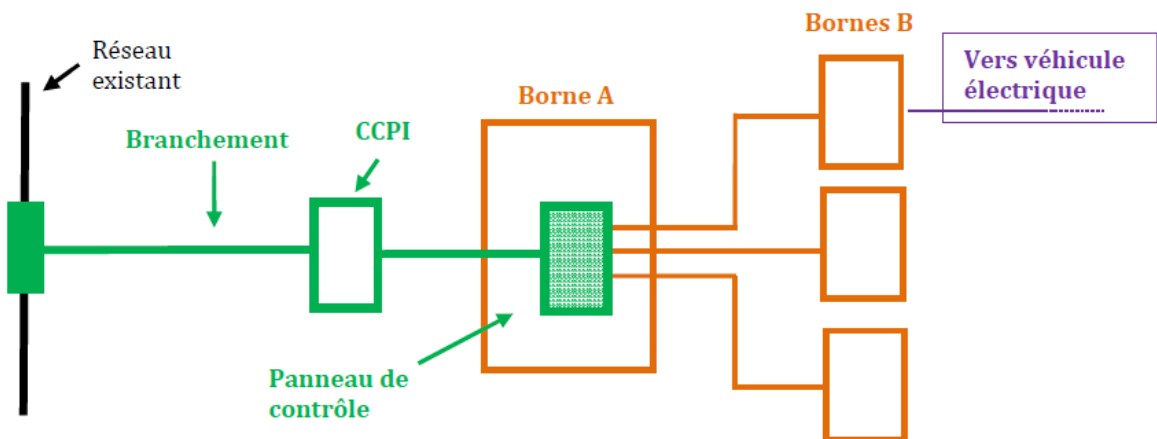 Réseau
existant
Branchement
CCPI
Borne A
Bornes B
Vers véhicule
électrique
Panneau de
contrôle